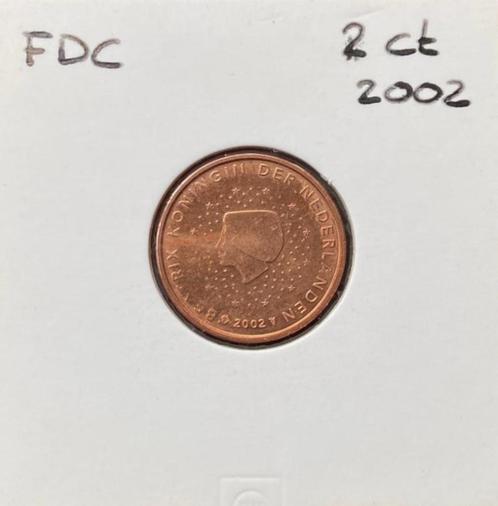 FDC
2 ct
2002
BEATRIX KONINGIN DER NEDERLANDEN
2002